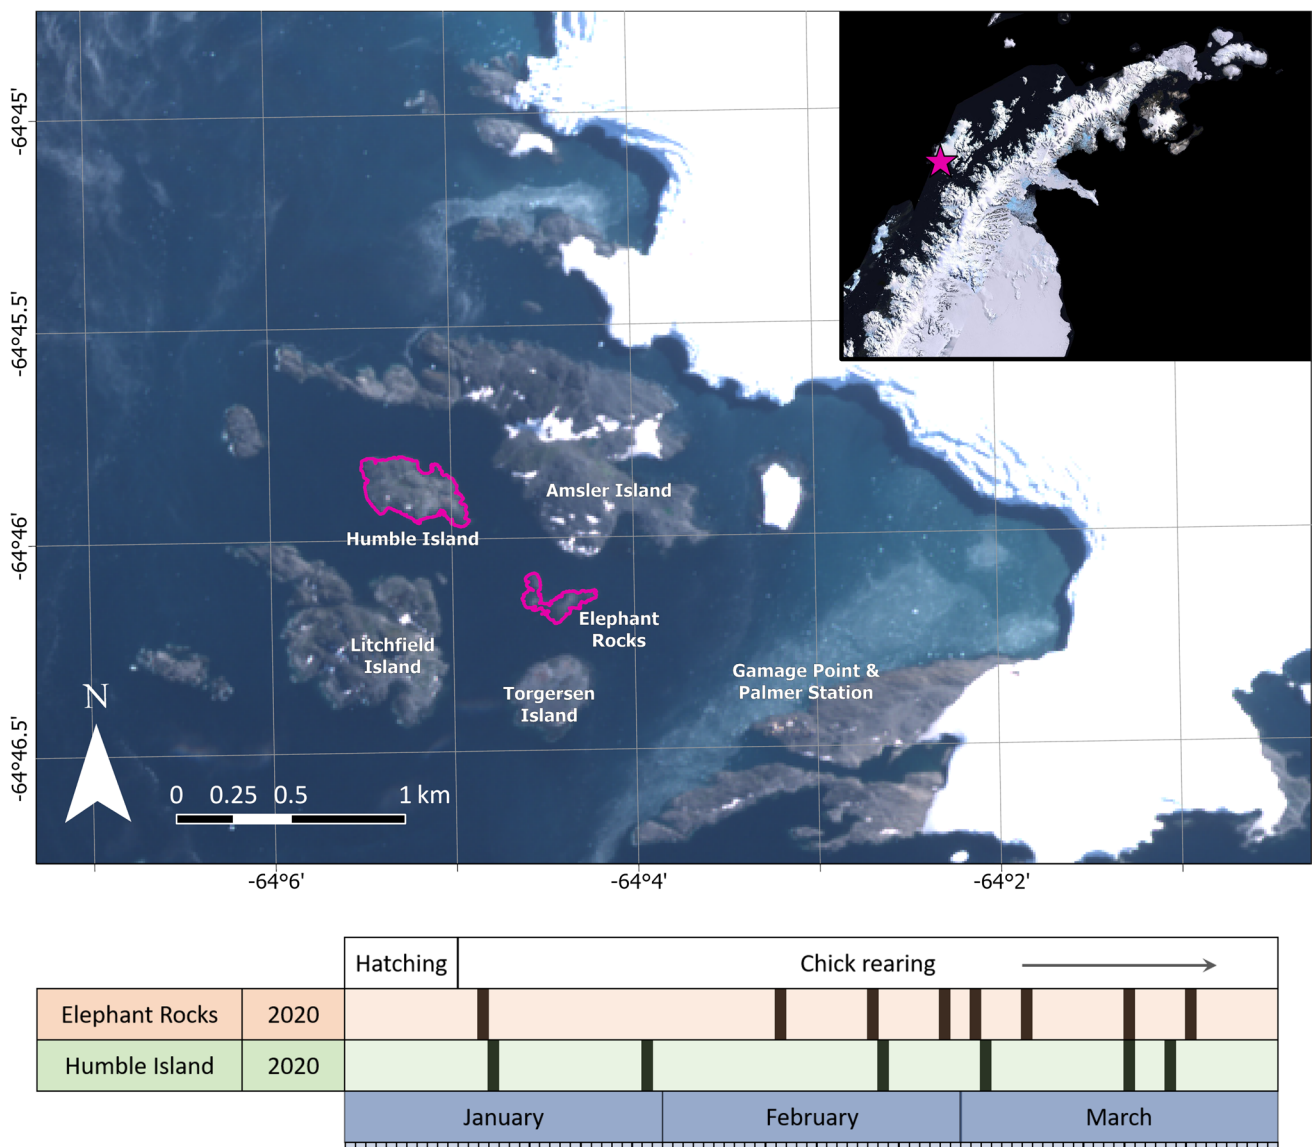 -64°45'
-64°45.5'
-64°46'
-64°46.5'
Amsler Island
Humble Island
Elephant
Rocks
Litchfield
Island
Torgersen
Island
Gamage Point &
Palmer Station
N
0 0.25 0.5 1 km
-64°6' -64°4' -64°2'
Hatching Chick rearing
Elephant Rocks 2020
Humble Island 2020
January February March